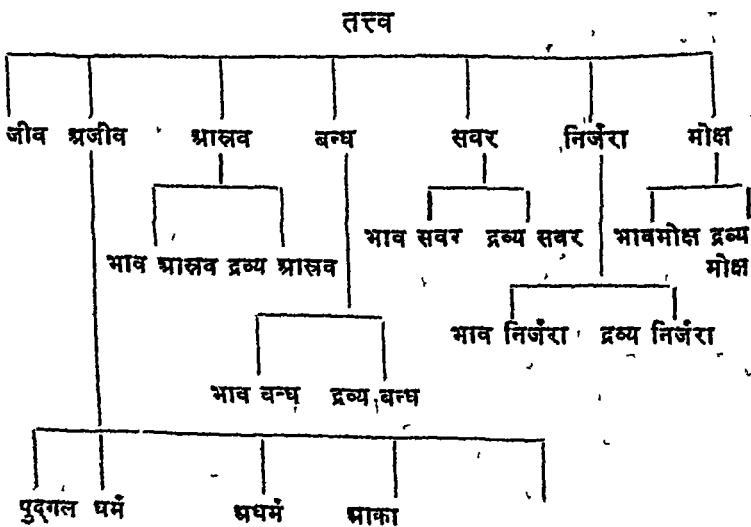 तत्त्व
जीव अजीव आस्रव बन्ध सवर निर्जरा मोक्ष
भाव सवर द्रव्य सवर भावमोक्ष द्रव्य
भाव आस्रव द्रव्य आस्रव मोक्ष
भाव निर्जरा द्रव्य निर्जरा
भाव बन्ध द्रव्य बन्ध
पुद्गल धर्म अधर्म आका